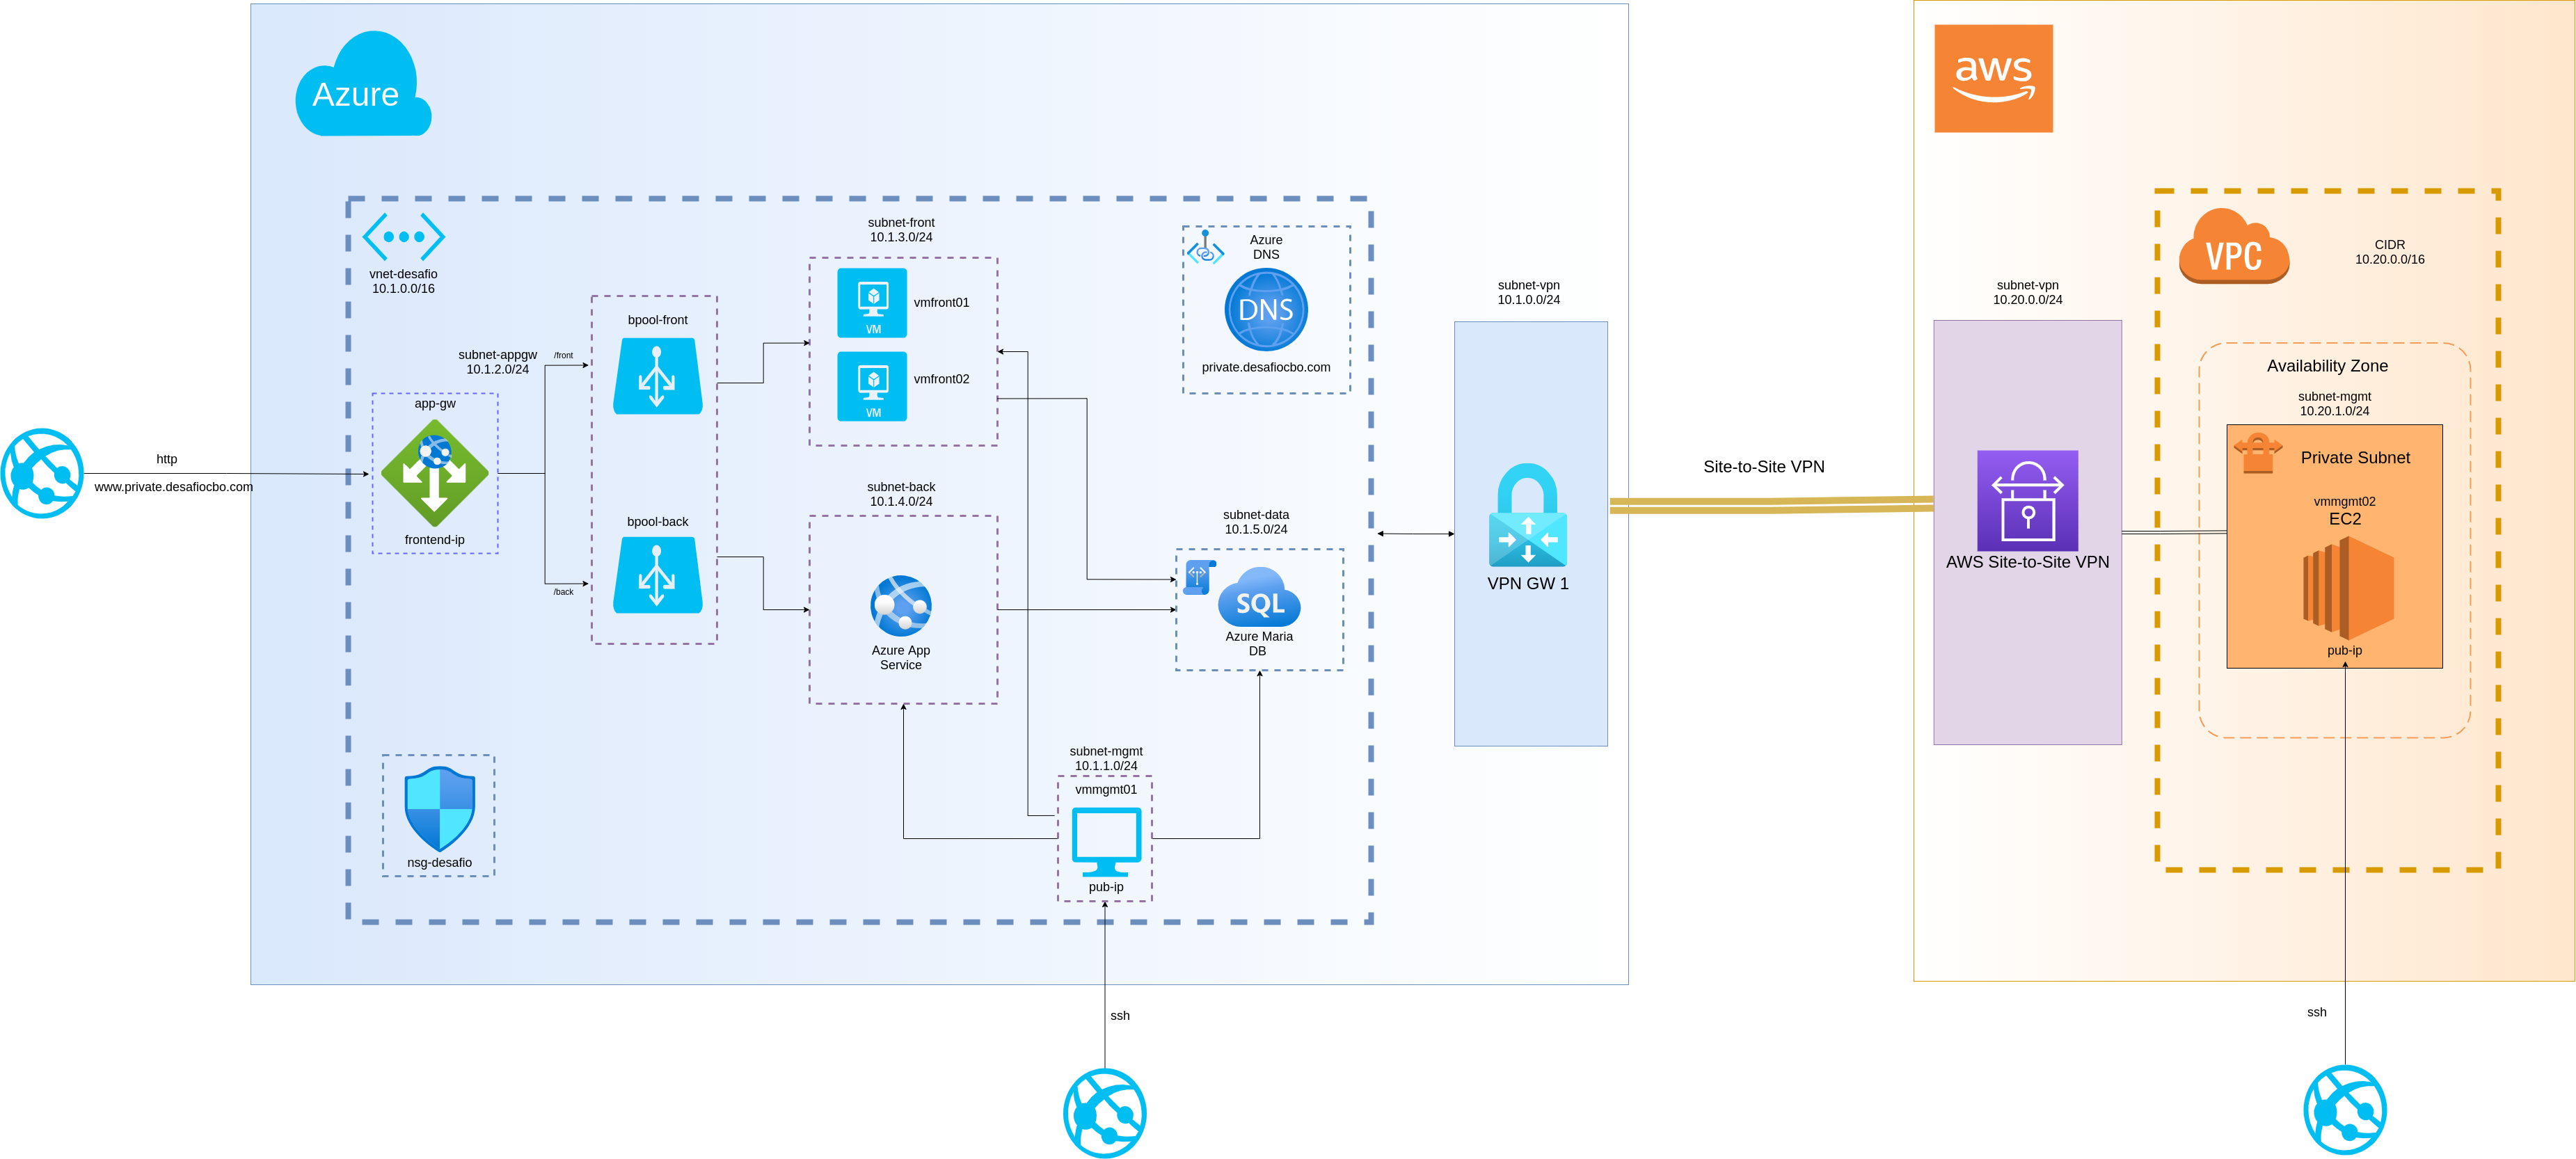 Azure
aws
vnet-desafio
10.1.0.0/16
subnet-front
10.1.3.0/24
VM
vmfront01
VM
vmfront02
Azure
DNS
DNS
private.desafiocbo.com
subnet-vpn
10.1.0.0/24
subnet-vpn
10.20.0.0/24
VPC
CIDR
10.20.0.0/16
bpool-front
subnet-appgw
10.1.2.0/24
/front
app-gw
frontend-ip
http
www.private.desafiocbo.com
bpool-back
/back
subnet-back
10.1.4.0/24
Azure App
Service
subnet-data
10.1.5.0/24
SQL
Azure Maria
DB
VPN GW 1
Site-to-Site VPN
AWS Site-to-Site VPN
Availability Zone
subnet-mgmt
10.20.1.0/24
Private Subnet
vmmgmt02
EC2
pub-ip
nsg-desafio
subnet-mgmt
10.1.1.0/24
vmmgmt01
pub-ip
ssh
ssh